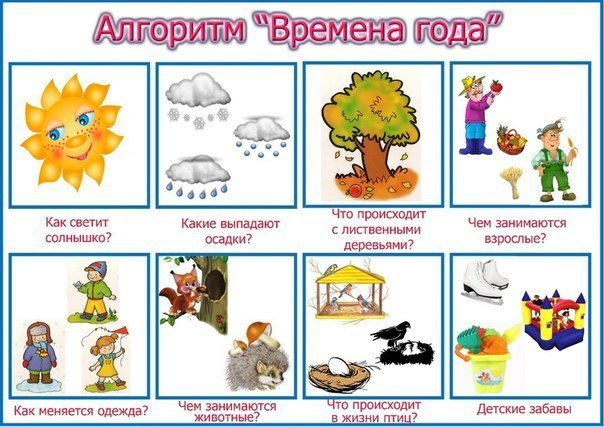 Алгоритм "Времена года"
Как светит
солнышко?
Какие выпадают
осадки?
Что происходит
с лиственными
деревьями?
Чем занимаются
взрослые?
Как меняется одежда?
Чем занимаются
животные?
Что происходит
в жизни птиц?
Детские забавы